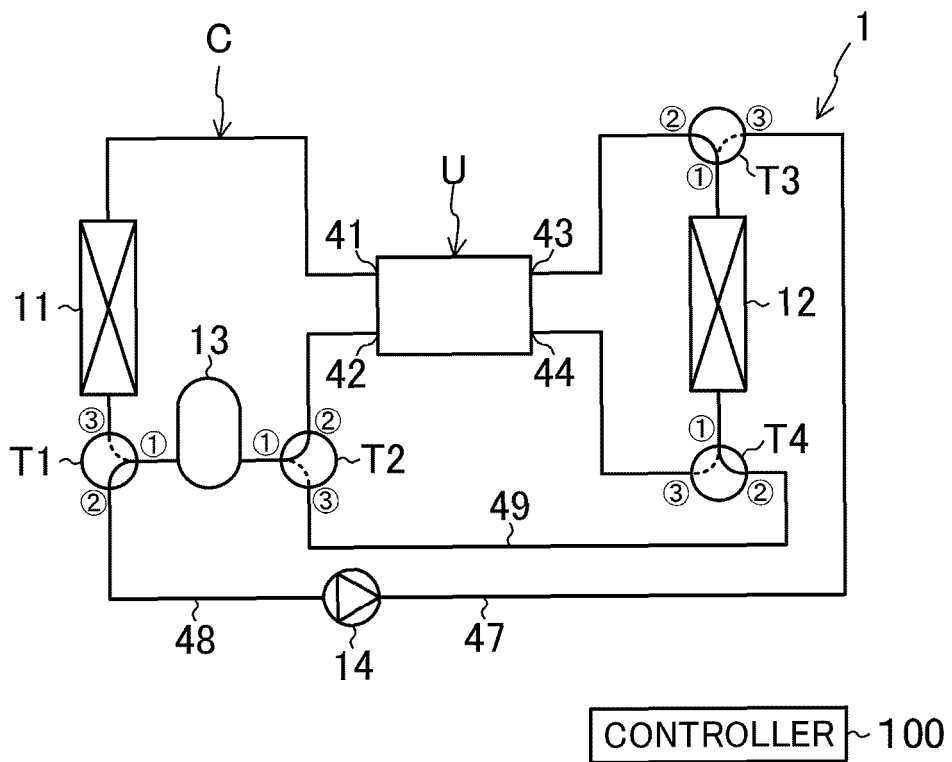 C
1
U
② ③
① T3
41 43
11 12
13
42 44
③ ① ① ② ① T4
T1 T2
② ③ ③ ②
49
48 14 47
CONTROLLER 100